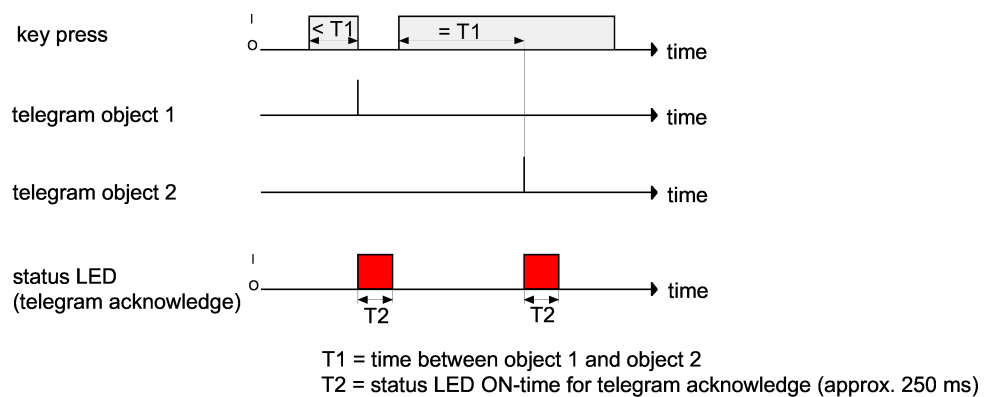 I
key press
< T1
= T1
O
time
telegram object 1
time
telegram object 2
time
I
status LED
O
time
(telegram acknowledge)
T2
T2
T1 = time between object 1 and object 2
T2 = status LED ON-time for telegram acknowledge (approx. 250 ms)